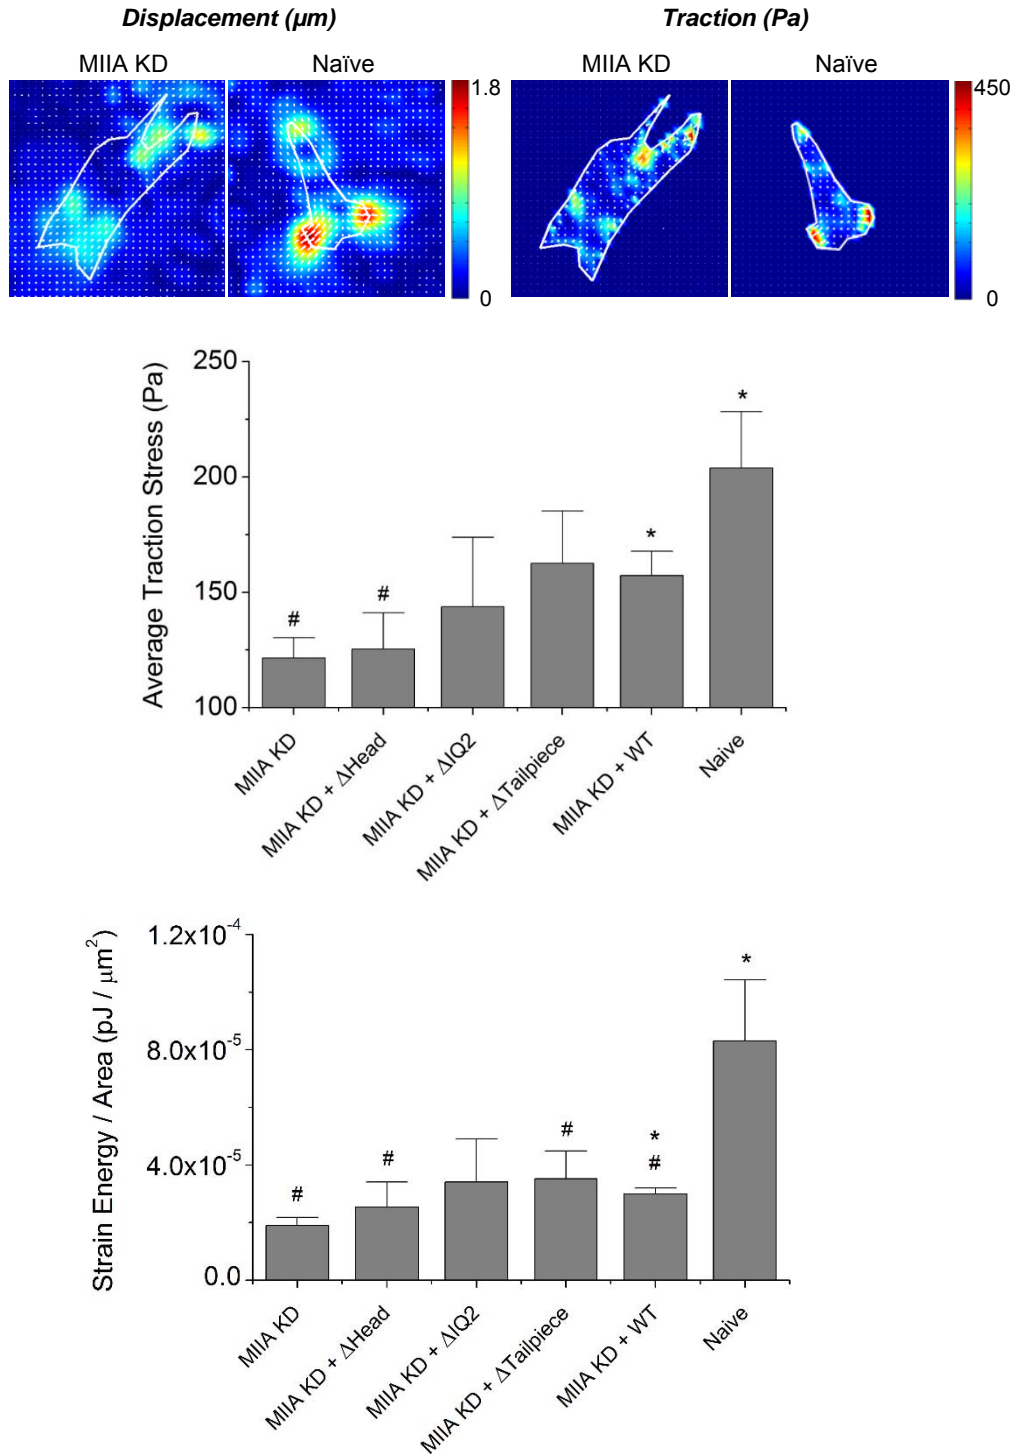 Displacement (µm) Traction (Pa)
MIIA KD Naïve MIIA KD Naïve
1.8 450
0 0
250
200
150
100
Average Traction Stress (Pa)
# # * *
MIIA KD
MIIA KD + ΔHead
MIIA KD + ΔIQ2
MIIA KD + ΔTailpiece
MIIA KD + WT
Naive
1.2x10⁻⁴
8.0x10⁻⁵
4.0x10⁻⁵
0.0
Strain Energy / Area (pJ / µm²)
*
# *
# # #
MIIA KD
MIIA KD + ΔHead
MIIA KD + ΔIQ2
MIIA KD + ΔTailpiece
MIIA KD + WT
Naive